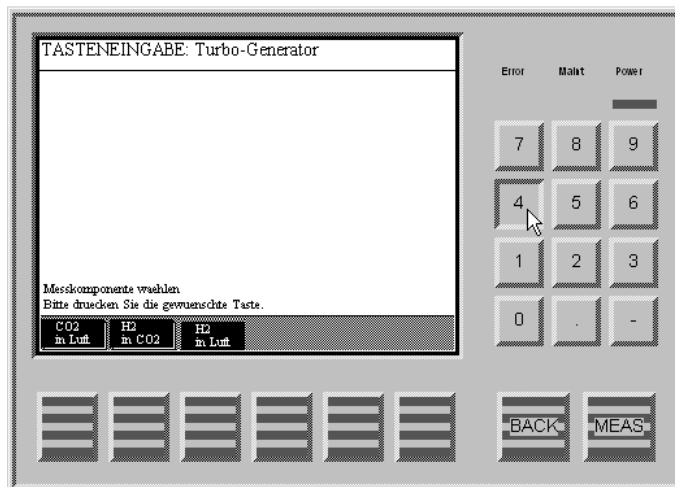 TASTENEINGABE: Turbo-Generator
Error Maint Power
7 8 9
4 5 6
1 2 3
0 . -
Messkomponente waehlen
Bitte druecken Sie die gewuenschte Taste.
CO2 H2 H2
in Luft in CO2 in Luft
BACK MEAS